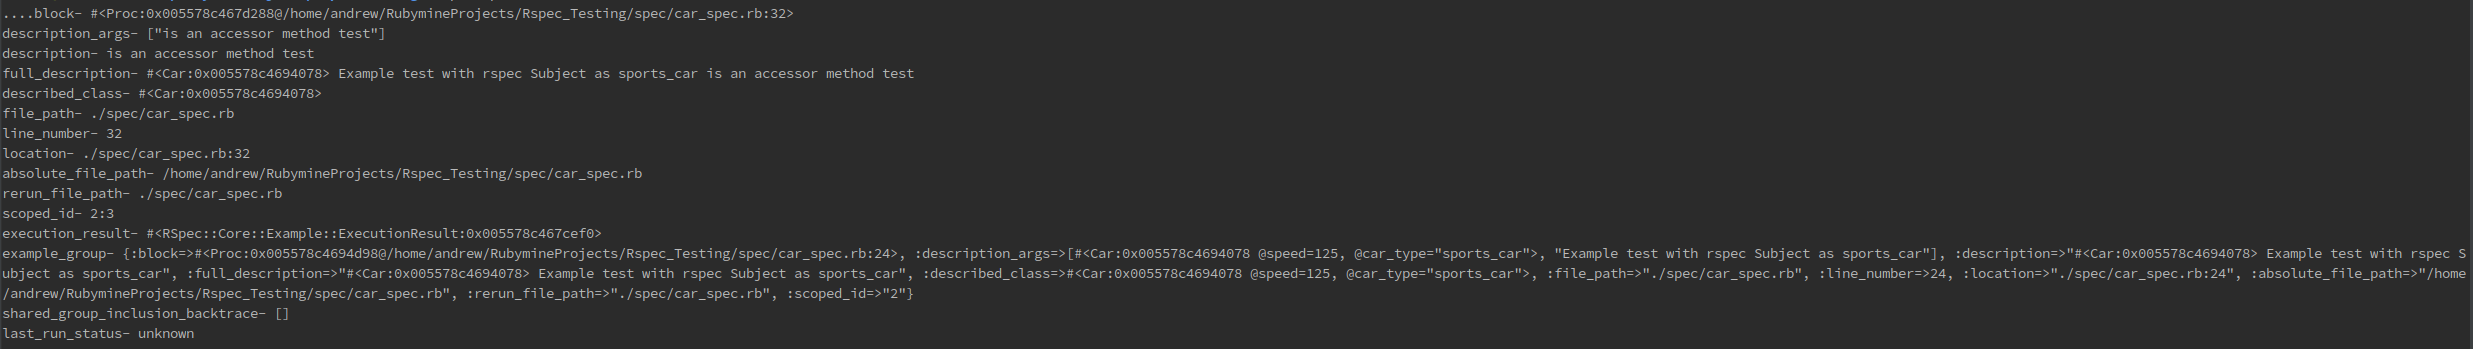 ....block- #<Proc:0x005578c467d288@/home/andrew/RubymineProjects/Rspec_Testing/spec/car_spec.rb:32>
description_args- ["is an accessor method test"]
description- is an accessor method test
full_description- #<Car:0x005578c4694078> Example test with rspec Subject as sports_car is an accessor method test
described_class- #<Car:0x005578c4694078>
file_path- ./spec/car_spec.rb
line_number- 32
location- ./spec/car_spec.rb:32
absolute_file_path- /home/andrew/RubymineProjects/Rspec_Testing/spec/car_spec.rb
rerun_file_path- ./spec/car_spec.rb
scoped_id- 2:3
execution_result- #<RSpec::Core::Example::ExecutionResult:0x005578c467cef0>
example_group- {:block=>#<Proc:0x005578c4694d98@/home/andrew/RubymineProjects/Rspec_Testing/spec/car_spec.rb:24>, :description_args=>[#<Car:0x005578c4694078 @speed=125, @car_type="sports_car">, "Example test with rspec Subject as sports_car"], :description=>"#<Car:0x005578c4694078> Example test with rspec S
ubject as sports_car", :full_description=>"#<Car:0x005578c4694078> Example test with rspec Subject as sports_car", :described_class=>#<Car:0x005578c4694078 @speed=125, @car_type="sports_car">, :file_path=>"./spec/car_spec.rb", :line_number=>24, :location=>"./spec/car_spec.rb:24", :absolute_file_path=>"/home
/andrew/RubymineProjects/Rspec_Testing/spec/car_spec.rb", :rerun_file_path=>"./spec/car_spec.rb", :scoped_id=>"2"}
shared_group_inclusion_backtrace- []
last_run_status- unknown